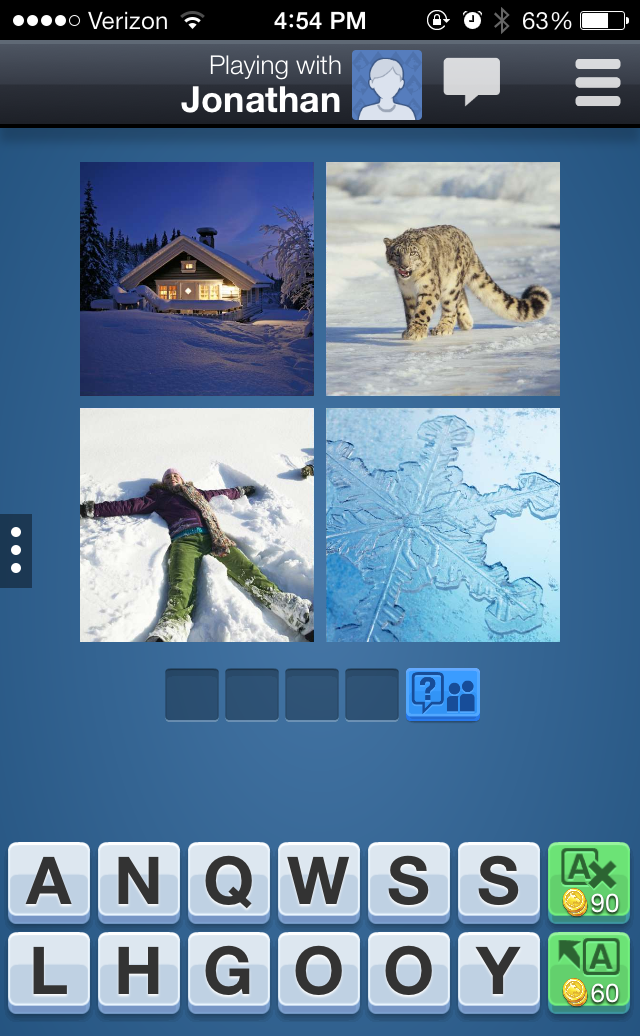 Verizon 4:54 PM 63%
Playing with
Jonathan
?
A N Q W S S A
90
L H G O O Y A
60